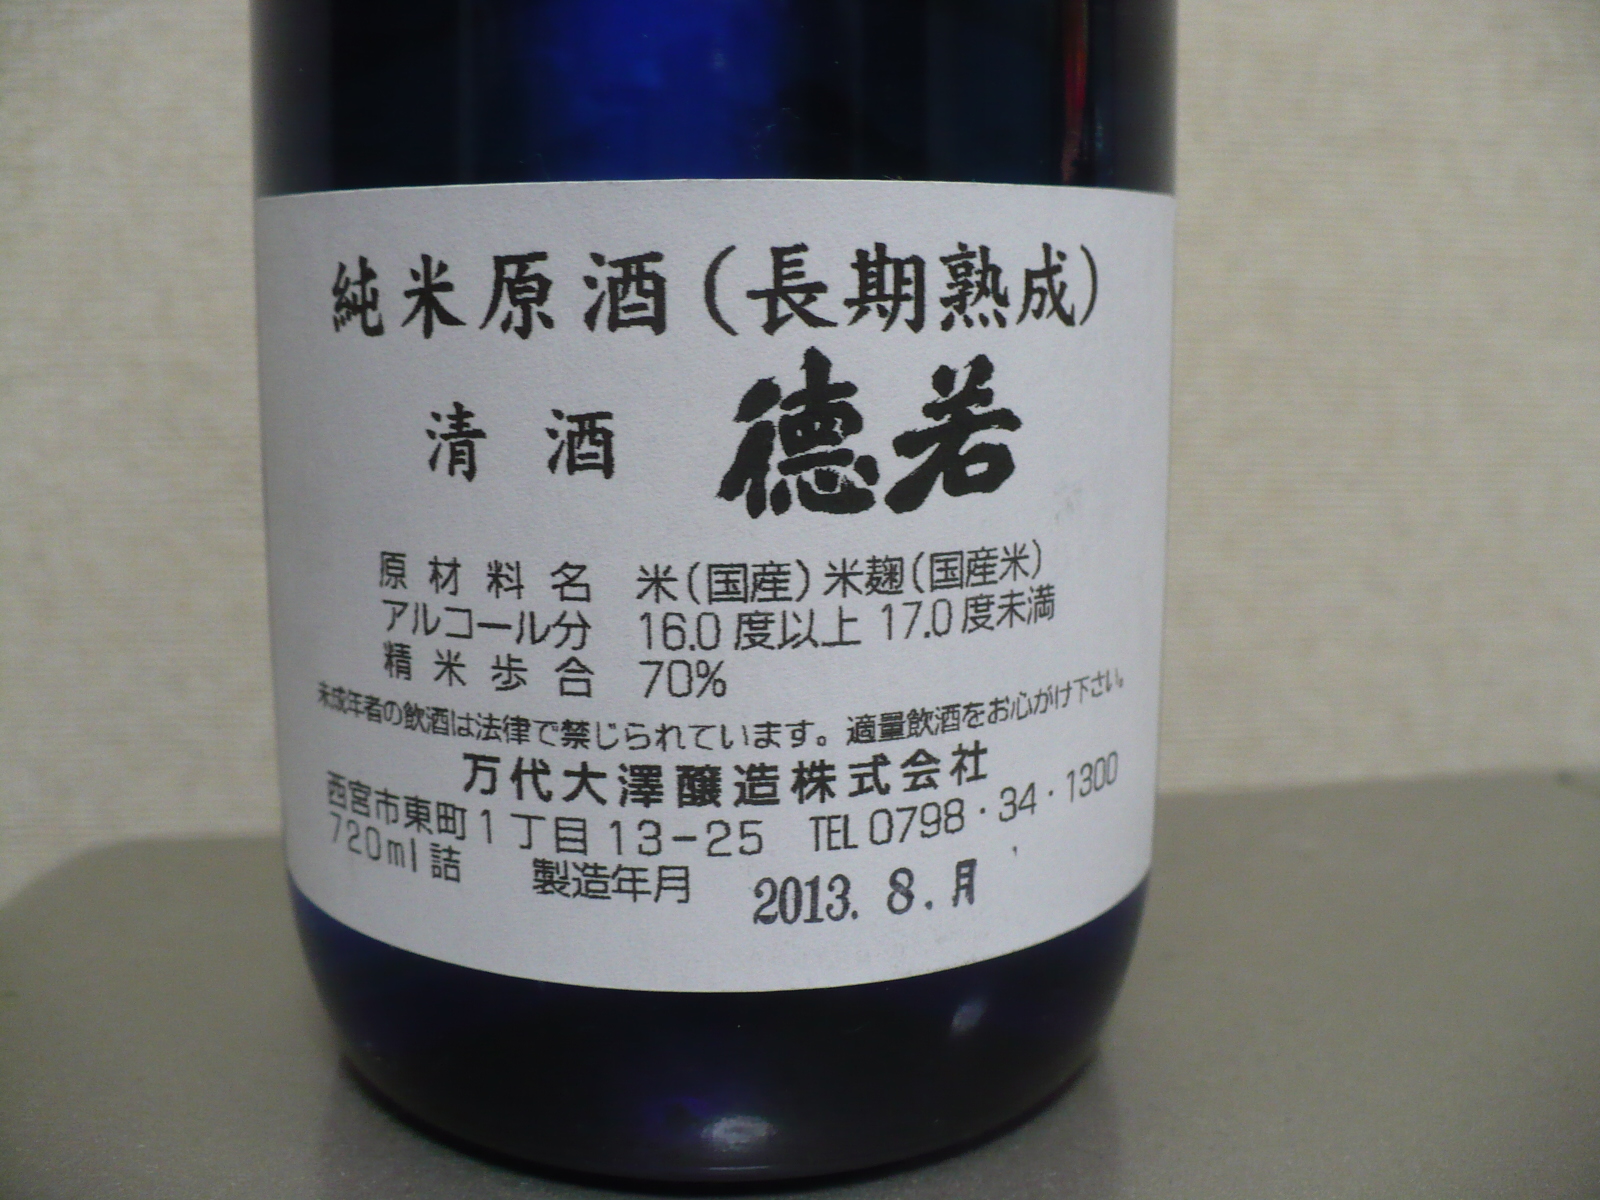 純米原酒(長期熟成)
清酒 德若
原材料名 米(国産)米麹(国産米)
アルコール分 16.0度以上 17.0度未満
精米歩合 70%
未成年者の飲酒は法律で禁じられています。適量飲酒をお心がけ下さい。
万代大澤醸造株式会社
西宮市東町1丁目13-25 TEL0798・34・1300
720ml詰 製造年月 2013. 8. 月